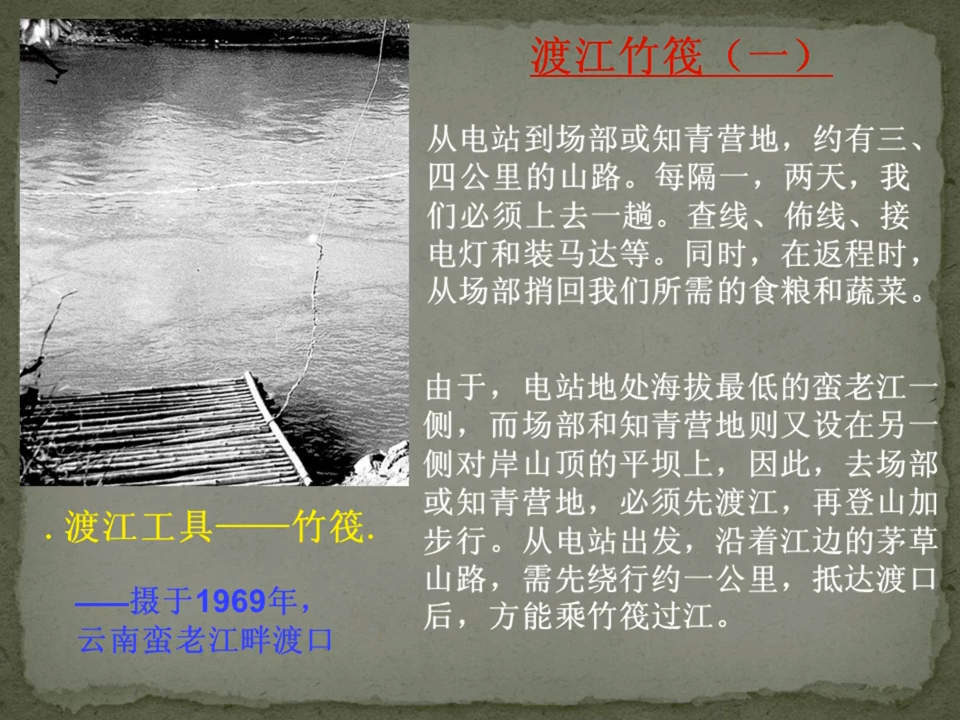 渡江竹筏（一）
从电站到场部或知青营地，约有三、
四公里的山路。每隔一，两天，我
们必须上去一趟。查线、佈线、接
电灯和装马达等。同时，在返程时，
从场部捎回我们所需的食粮和蔬菜。
由于，电站地处海拔最低的蛮老江一
侧，而场部和知青营地则又设在另一
侧对岸山顶的平坝上，因此，去场部
或知青营地，必须先渡江，再登山加
步行。从电站出发，沿着江边的茅草
山路，需先绕行约一公里，抵达渡口
后，方能乘竹筏过江。
.渡江工具——竹筏.
——摄于1969年，
云南蛮老江畔渡口